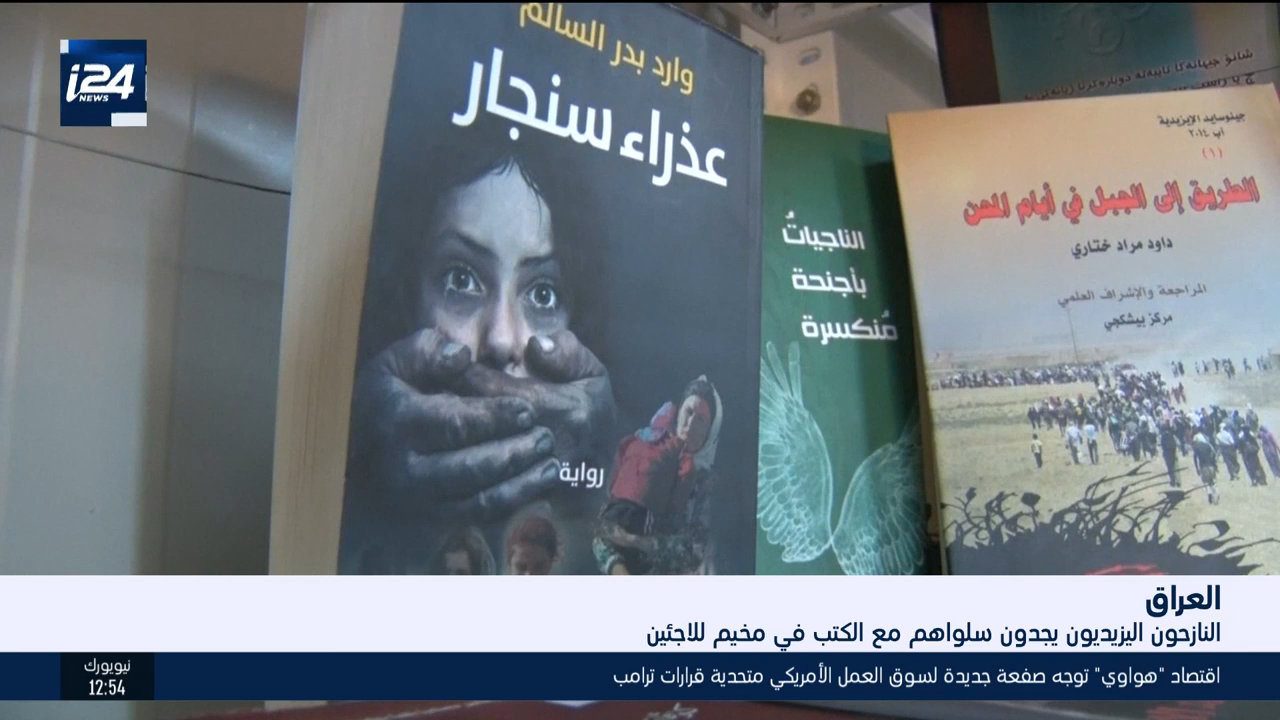 i24
NEWS
وارد بدر السالم
عذراء سنجار
رواية
الناجياتُ
بأجنحة
مُنكسرة
جينوسايد الإيزيدية
آب ٢٠١٤
(١)
الطريق إلى الجبل في أيام المحن
داود مراد ختاري
المراجعة والإشراف العلمي
مركز بيشكجي
العراق
النازحون اليزيديون يجدون سلواهم مع الكتب في مخيم للاجئين
نيويورك
12:54
اقتصاد "هواوي" توجه صفعة جديدة لسوق العمل الأمريكي متحدية قرارات ترامب